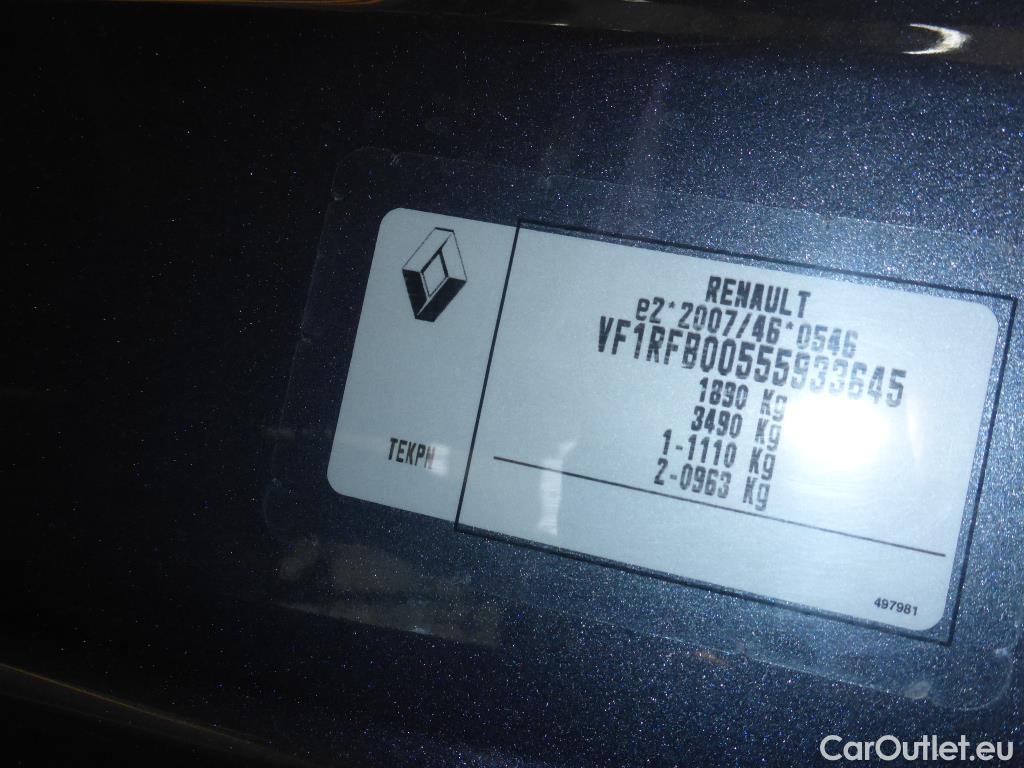 RENAULT
e2*2007/46*0546
VF1RFB00555933645
1890 Kg
3490 Kg
1-1110 Kg
2-0963 Kg
TEKPN
497981
CarOutlet.eu